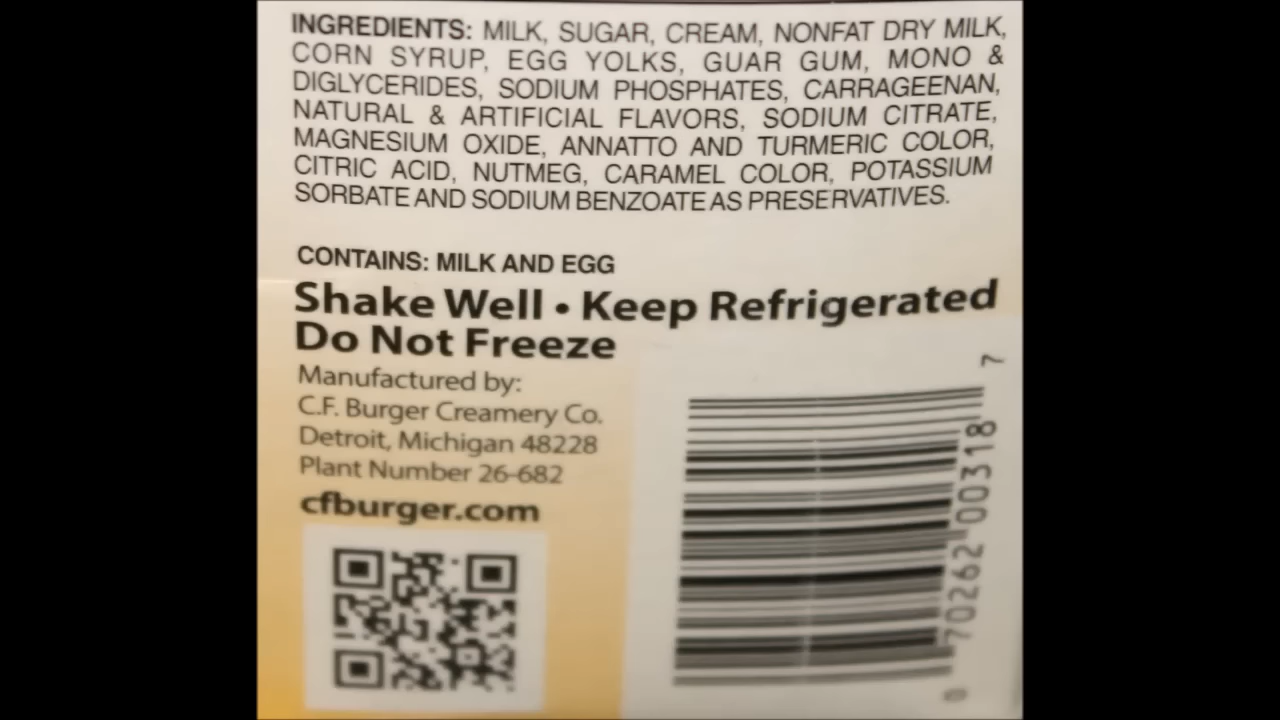 INGREDIENTS: MILK, SUGAR, CREAM, NONFAT DRY MILK,
CORN SYRUP, EGG YOLKS, GUAR GUM, MONO &
DIGLYCERIDES, SODIUM PHOSPHATES, CARRAGEENAN,
NATURAL & ARTIFICIAL FLAVORS, SODIUM CITRATE,
MAGNESIUM OXIDE, ANNATTO AND TURMERIC COLOR,
CITRIC ACID, NUTMEG, CARAMEL COLOR, POTASSIUM
SORBATE AND SODIUM BENZOATE AS PRESERVATIVES.
CONTAINS: MILK AND EGG
Shake Well • Keep Refrigerated
Do Not Freeze
Manufactured by:
C.F. Burger Creamery Co.
Detroit, Michigan 48228
Plant Number 26-682
cfburger.com
0 70262 00318 7